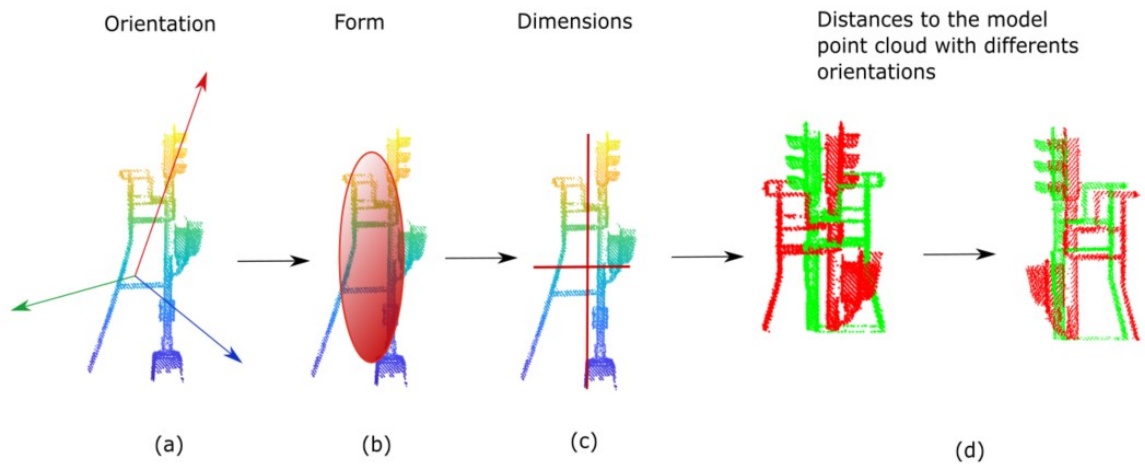 Orientation
Form
Dimensions
Distances to the model
point cloud with differents
orientations
(a)
(b)
(c)
(d)